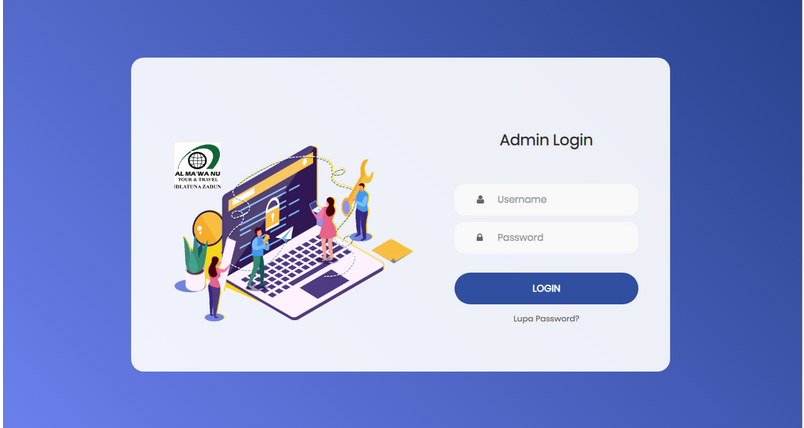 AL MA'WA NU
TOUR & TRAVEL
IDLATUNA ZADUN
Admin Login
Username
Password
LOGIN
Lupa Password?